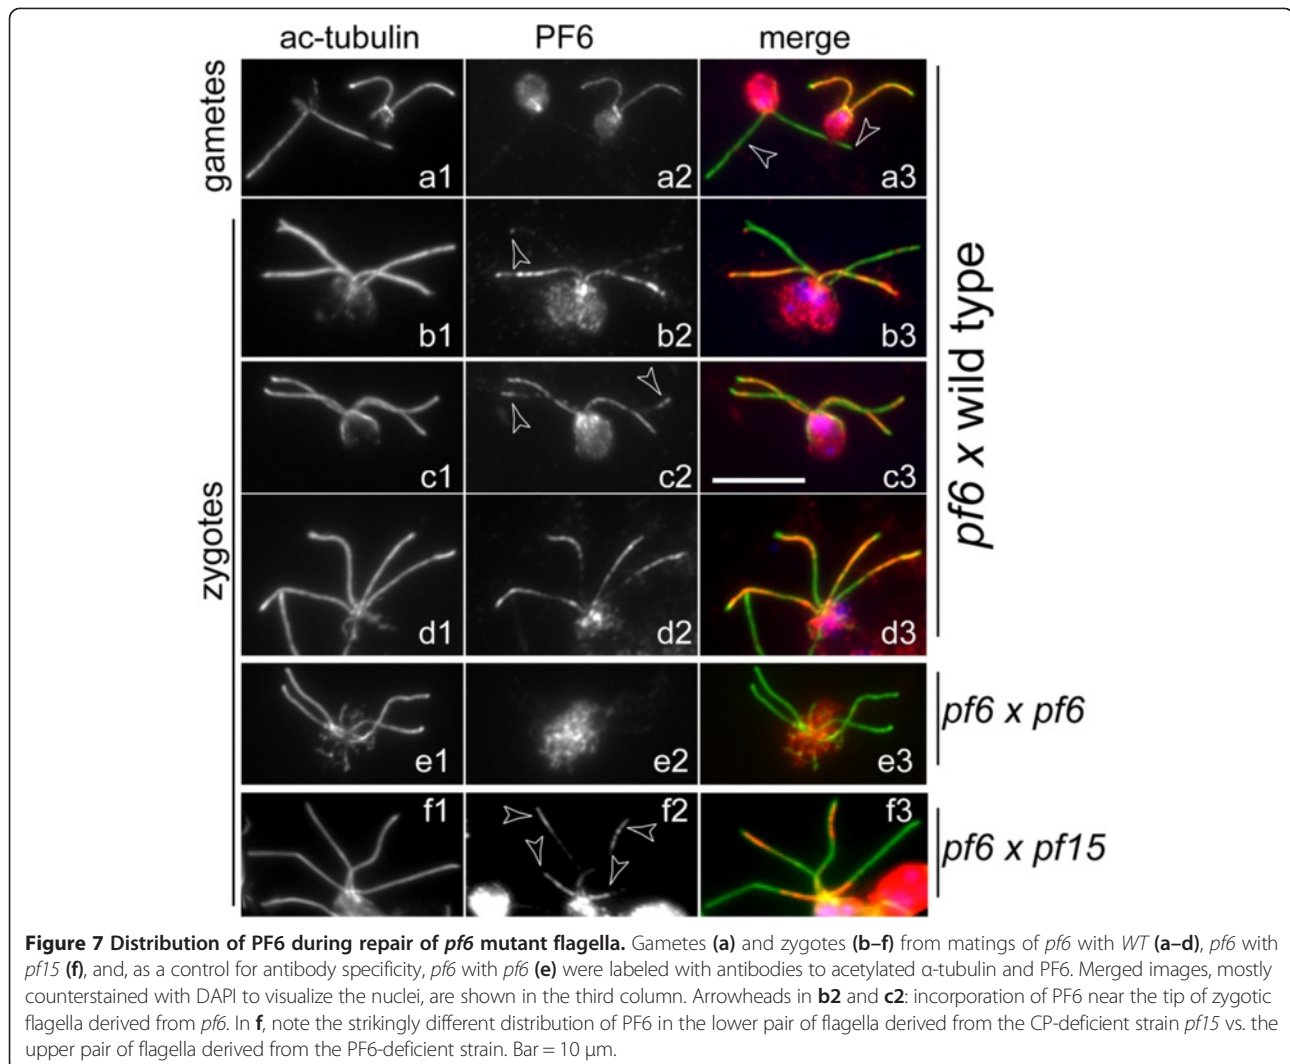 ac-tubulin PF6 merge
gametes
a1 a2 a3
b1 b2 b3
c1 c2 c3
zygotes
d1 d2 d3
pf6 x wild type
e1 e2 e3
pf6 x pf6
f1 f2 f3
pf6 x pf15
Figure 7 Distribution of PF6 during repair of pf6 mutant flagella. Gametes (a) and zygotes (b–f) from matings of pf6 with WT (a–d), pf6 with
pf15 (f), and, as a control for antibody specificity, pf6 with pf6 (e) were labeled with antibodies to acetylated α-tubulin and PF6. Merged images, mostly
counterstained with DAPI to visualize the nuclei, are shown in the third column. Arrowheads in b2 and c2: incorporation of PF6 near the tip of zygotic
flagella derived from pf6. In f, note the strikingly different distribution of PF6 in the lower pair of flagella derived from the CP-deficient strain pf15 vs. the
upper pair of flagella derived from the PF6-deficient strain. Bar = 10 μm.